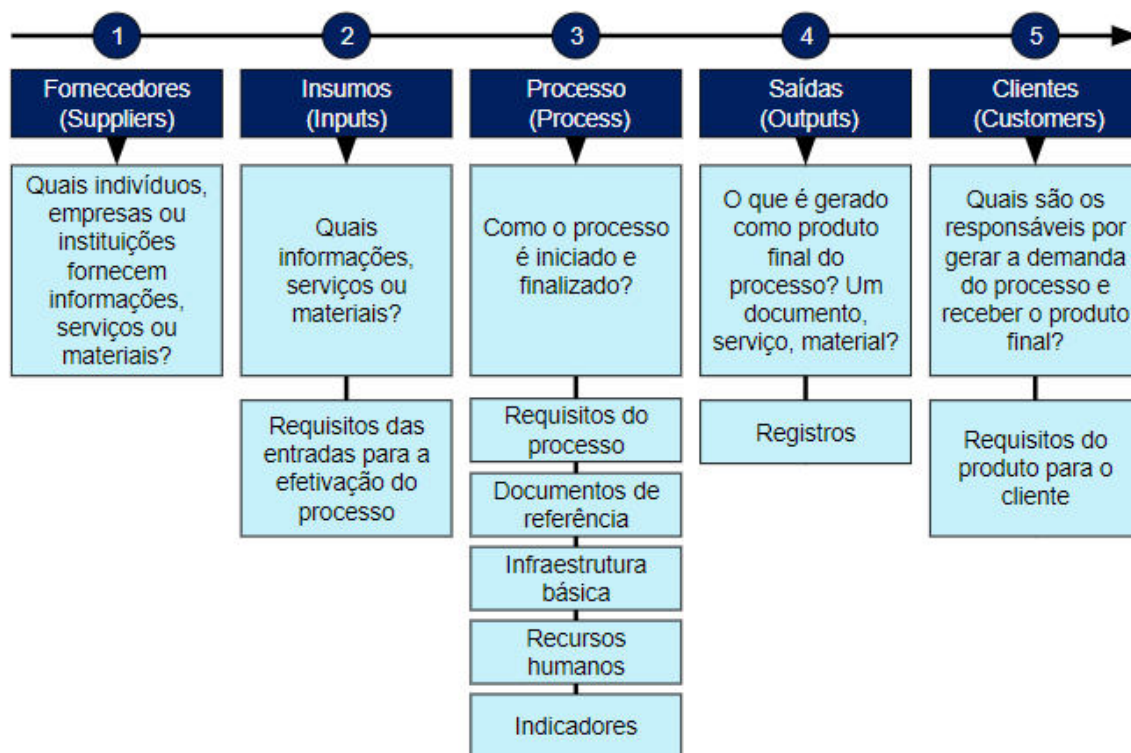 1
2
3
4
5
Fornecedores
(Suppliers)
Insumos
(Inputs)
Processo
(Process)
Saídas
(Outputs)
Clientes
(Customers)
Quais indivíduos,
empresas ou
instituições
fornecem
informações,
serviços ou
materiais?
Quais
informações,
serviços ou
materiais?
Como o processo
é iniciado e
finalizado?
O que é gerado
como produto
final do
processo? Um
documento,
serviço, material?
Quais são os
responsáveis por
gerar a demanda
do processo e
receber o produto
final?
Requisitos das
entradas para a
efetivação do
processo
Requisitos do
processo
Documentos de
referência
Infraestrutura
básica
Recursos
humanos
Indicadores
Registros
Requisitos do
produto para o
cliente